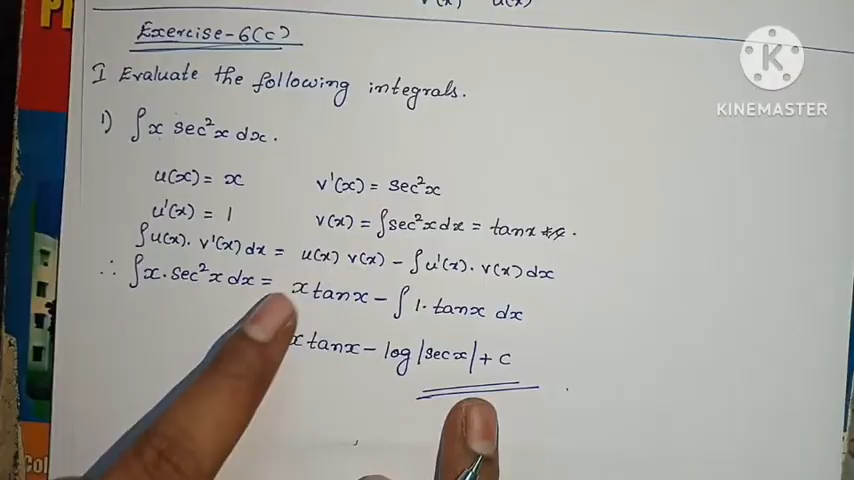 v(x) u(x)
Exercise-6(c)
I Evaluate the following integrals.
1) ∫x sec²x dx.
u(x) = x v'(x) = sec²x
u'(x) = 1 v(x) = ∫sec²x dx = tanx
∫u(x). v'(x) dx = u(x) v(x) - ∫u'(x). v(x) dx
∴ ∫x. sec²x dx = x tanx - ∫1. tanx dx
x tanx - log|secx| + c
K
KINEMASTER